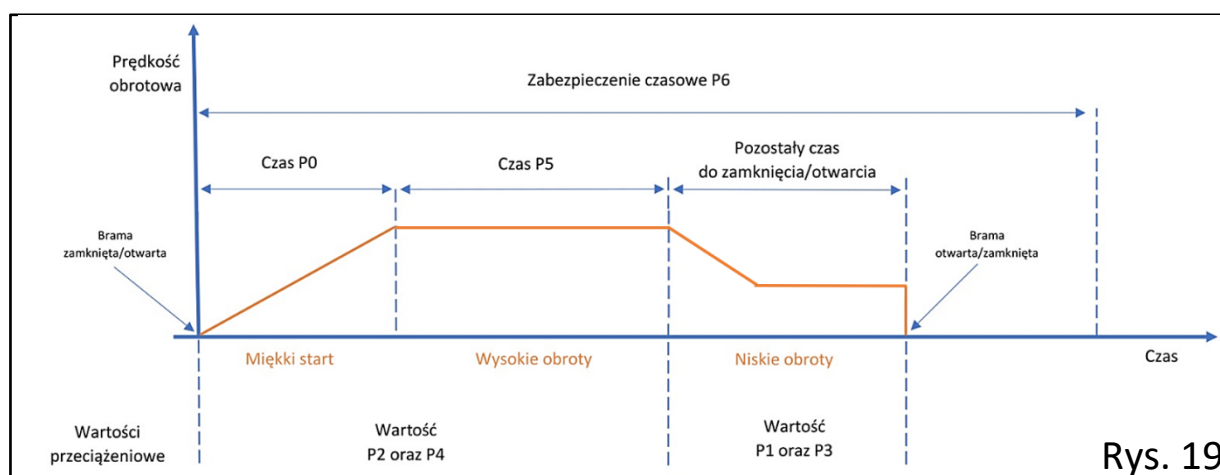 Prędkość
obrotowa
Zabezpieczenie czasowe P6
Czas P0
Czas P5
Pozostały czas
do zamknięcia/otwarcia
Brama
zamknięta/otwarta
Brama
otwarta/zamknięta
Miękki start
Wysokie obroty
Niskie obroty
Czas
Wartości
przeciążeniowe
Wartość
P2 oraz P4
Wartość
P1 oraz P3
Rys. 19